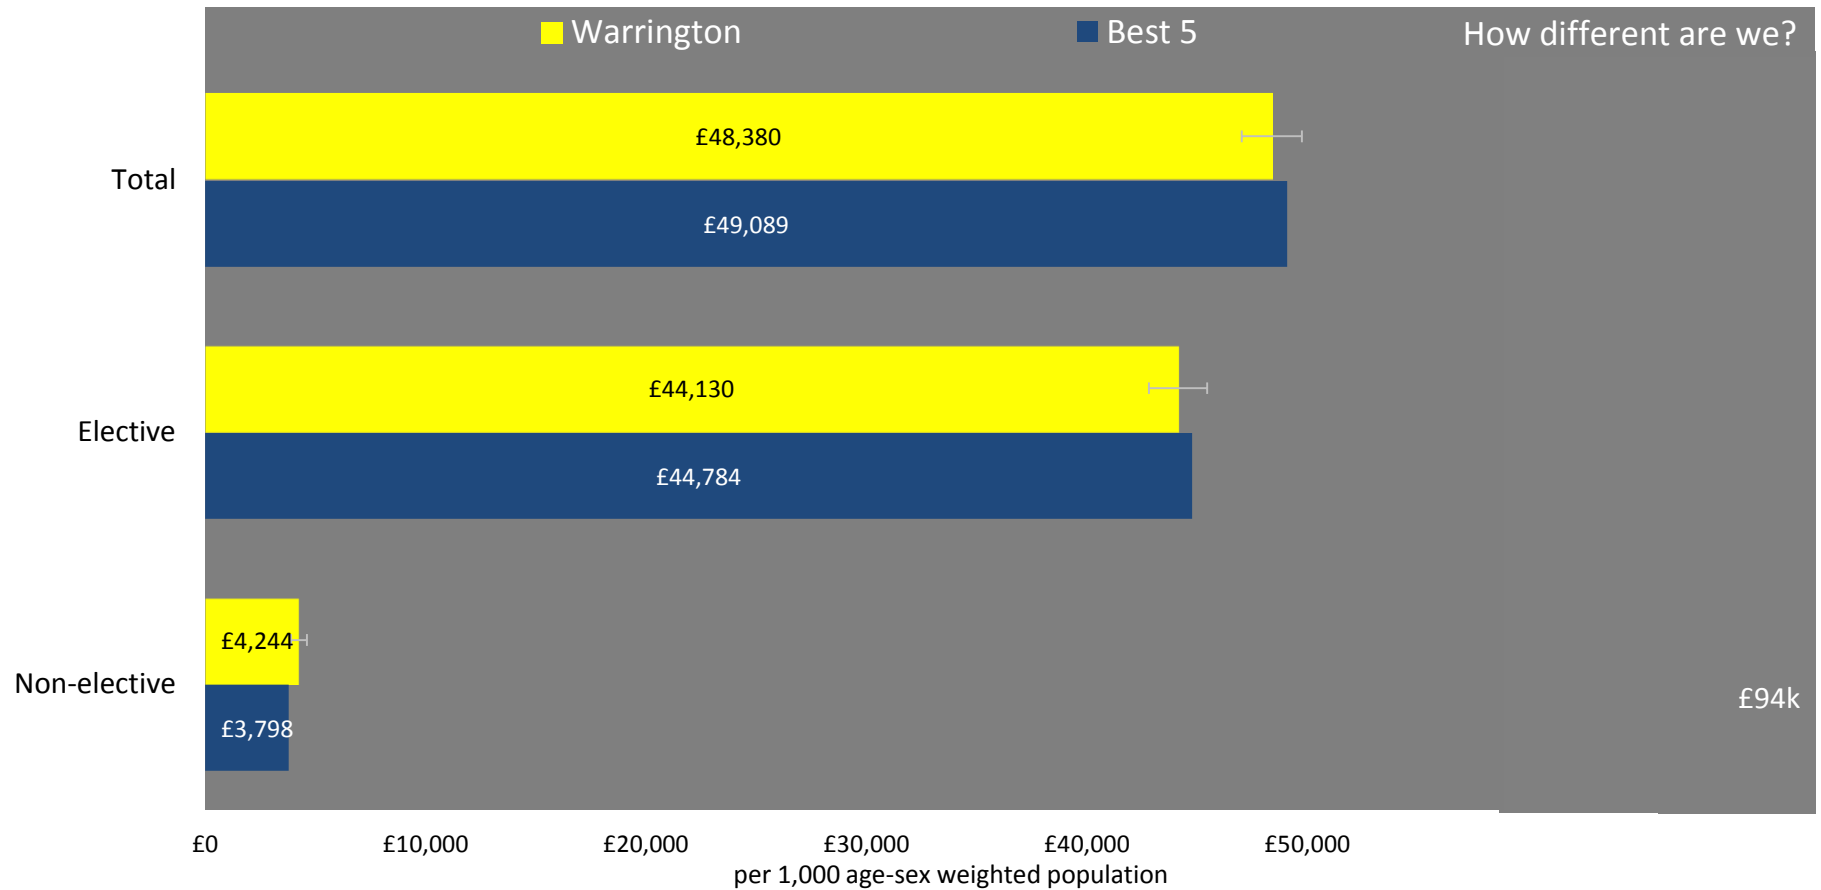 Warrington
Best 5
How different are we?
Total
£48,380
£49,089
Elective
£44,130
£44,784
Non-elective
£4,244
£3,798
£94k
£0 £10,000 £20,000 £30,000 £40,000 £50,000
per 1,000 age-sex weighted population